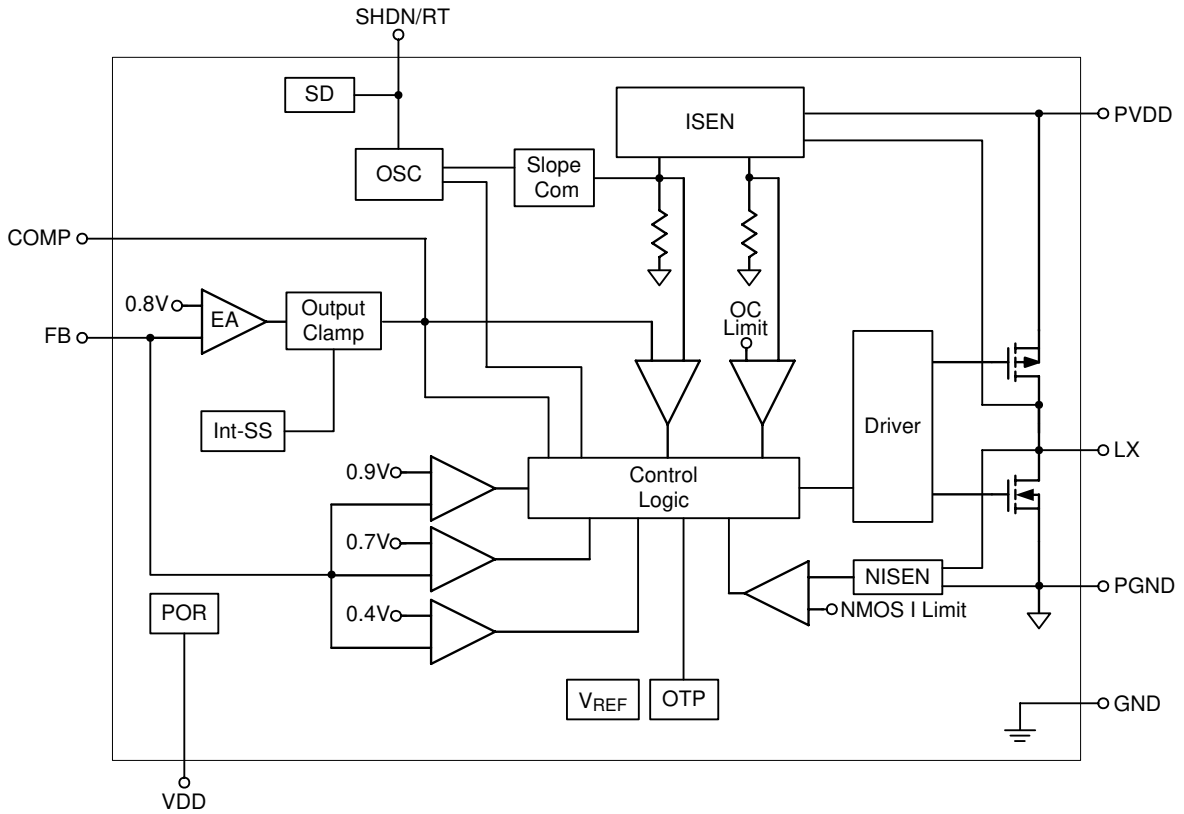 SHDN/RT
SD
ISEN
PVDD
OSC
Slope
Com
COMP
0.8V
EA
Output
Clamp
OC
Limit
FB
Int-SS
Driver
LX
0.9V
Control
Logic
0.7V
NISEN
PGND
POR
0.4V
NMOS I Limit
VREF
OTP
GND
VDD